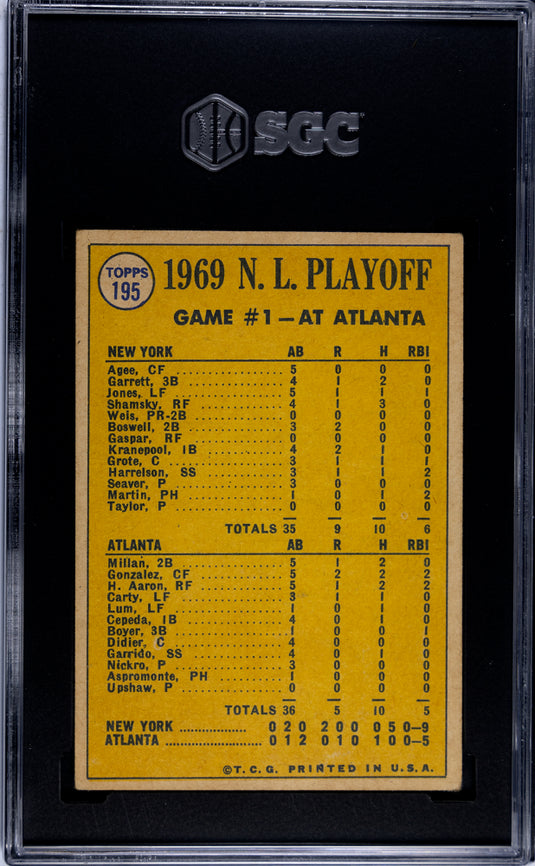 SGC
TOPPS
195
1969 N. L. PLAYOFF
GAME #1 — AT ATLANTA
NEW YORK AB R H RBI
Agee, CF .................. 5 0 0 0
Garrett, 3B ............... 4 1 2 0
Jones, LF ................. 5 1 1 1
Shamsky, RF ............... 4 1 3 0
Weis, PR-2B ............... 0 0 0 0
Boswell, 2B ............... 3 2 0 0
Gaspar, RF ................ 0 0 0 0
Kranepool, 1B ............. 4 2 1 0
Grote, C .................. 3 1 1 1
Harrelson, SS ............. 3 1 1 2
Seaver, P ................. 3 0 0 0
Martin, PH ................ 1 0 1 2
Taylor, P ................. 0 0 0 0
TOTALS 35 9 10 6
ATLANTA AB R H RBI
Millan, 2B ................ 5 1 2 0
Gonzalez, CF .............. 5 2 2 2
H. Aaron, RF .............. 5 1 2 2
Carty, LF ................. 3 1 1 0
Lum, LF ................... 1 0 1 0
Cepeda, 1B ................ 4 0 1 0
Boyer, 3B ................. 1 0 0 1
Didier, C ................. 4 0 0 0
Garrido, SS ............... 4 0 1 0
Nickro, P ................. 3 0 0 0
Aspromonte, PH ............ 1 0 0 0
Upshaw, P ................. 0 0 0 0
TOTALS 36 5 10 5
NEW YORK .................. 0 2 0 2 0 0 0 5 0—9
ATLANTA ................... 0 1 2 0 1 0 1 0 0—5
©T.C.G. PRINTED IN U.S.A.